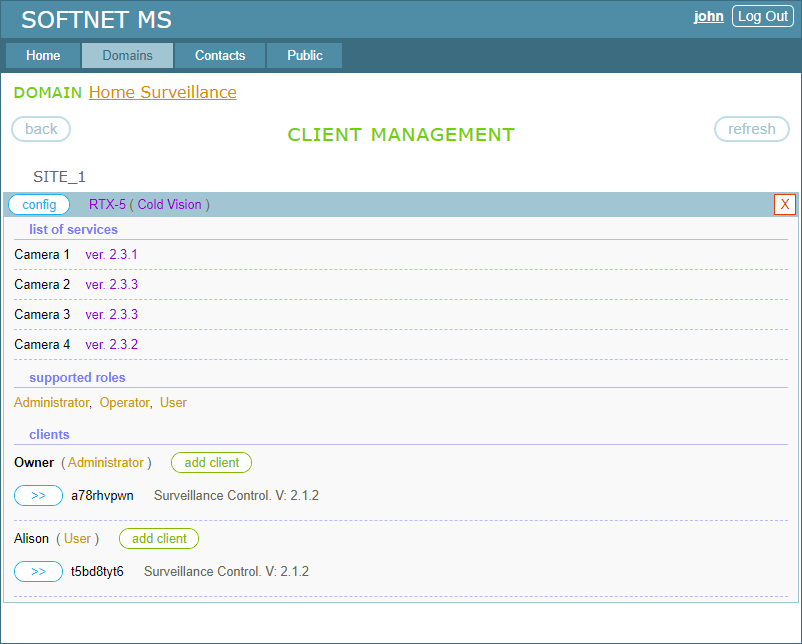 SOFTNET MS john Log Out
Home Domains Contacts Public
DOMAIN Home Surveillance
back CLIENT MANAGEMENT refresh
SITE_1
config RTX-5 ( Cold Vision ) X
list of services
Camera 1 ver. 2.3.1
Camera 2 ver. 2.3.3
Camera 3 ver. 2.3.3
Camera 4 ver. 2.3.2
supported roles
Administrator, Operator, User
clients
Owner ( Administrator ) add client
>> a78rhvpwn Surveillance Control. V: 2.1.2
Alison ( User ) add client
>> t5bd8tyt6 Surveillance Control. V: 2.1.2